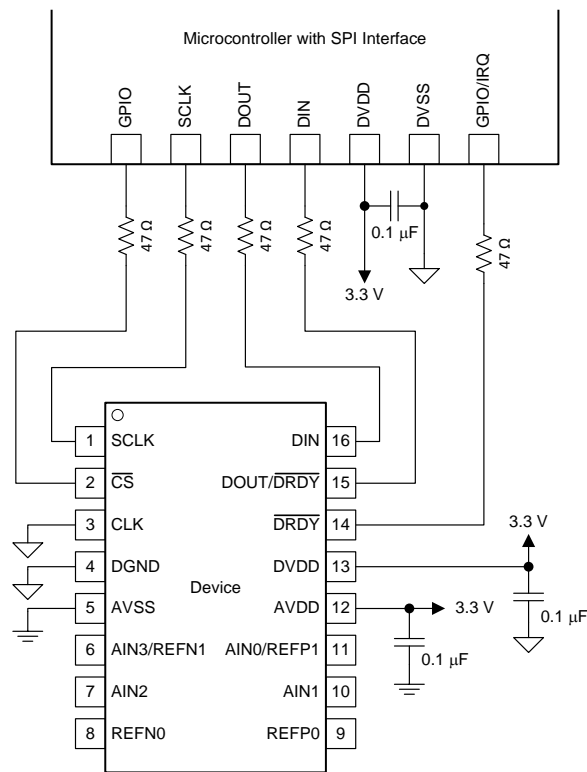 Microcontroller with SPI Interface
GPIO
SCLK
DOUT
DIN
DVDD
DVSS
GPIO/IRQ
47 Ω
47 Ω
47 Ω
47 Ω
0.1 μF
47 Ω
3.3 V
1 SCLK DIN 16
2 CS DOUT/DRDY 15
3 CLK DRDY 14
3.3 V
4 DGND DVDD 13
Device
5 AVSS AVDD 12
3.3 V
0.1 μF
6 AIN3/REFN1 AIN0/REFP1 11
0.1 μF
7 AIN2 AIN1 10
8 REFN0 REFP0 9